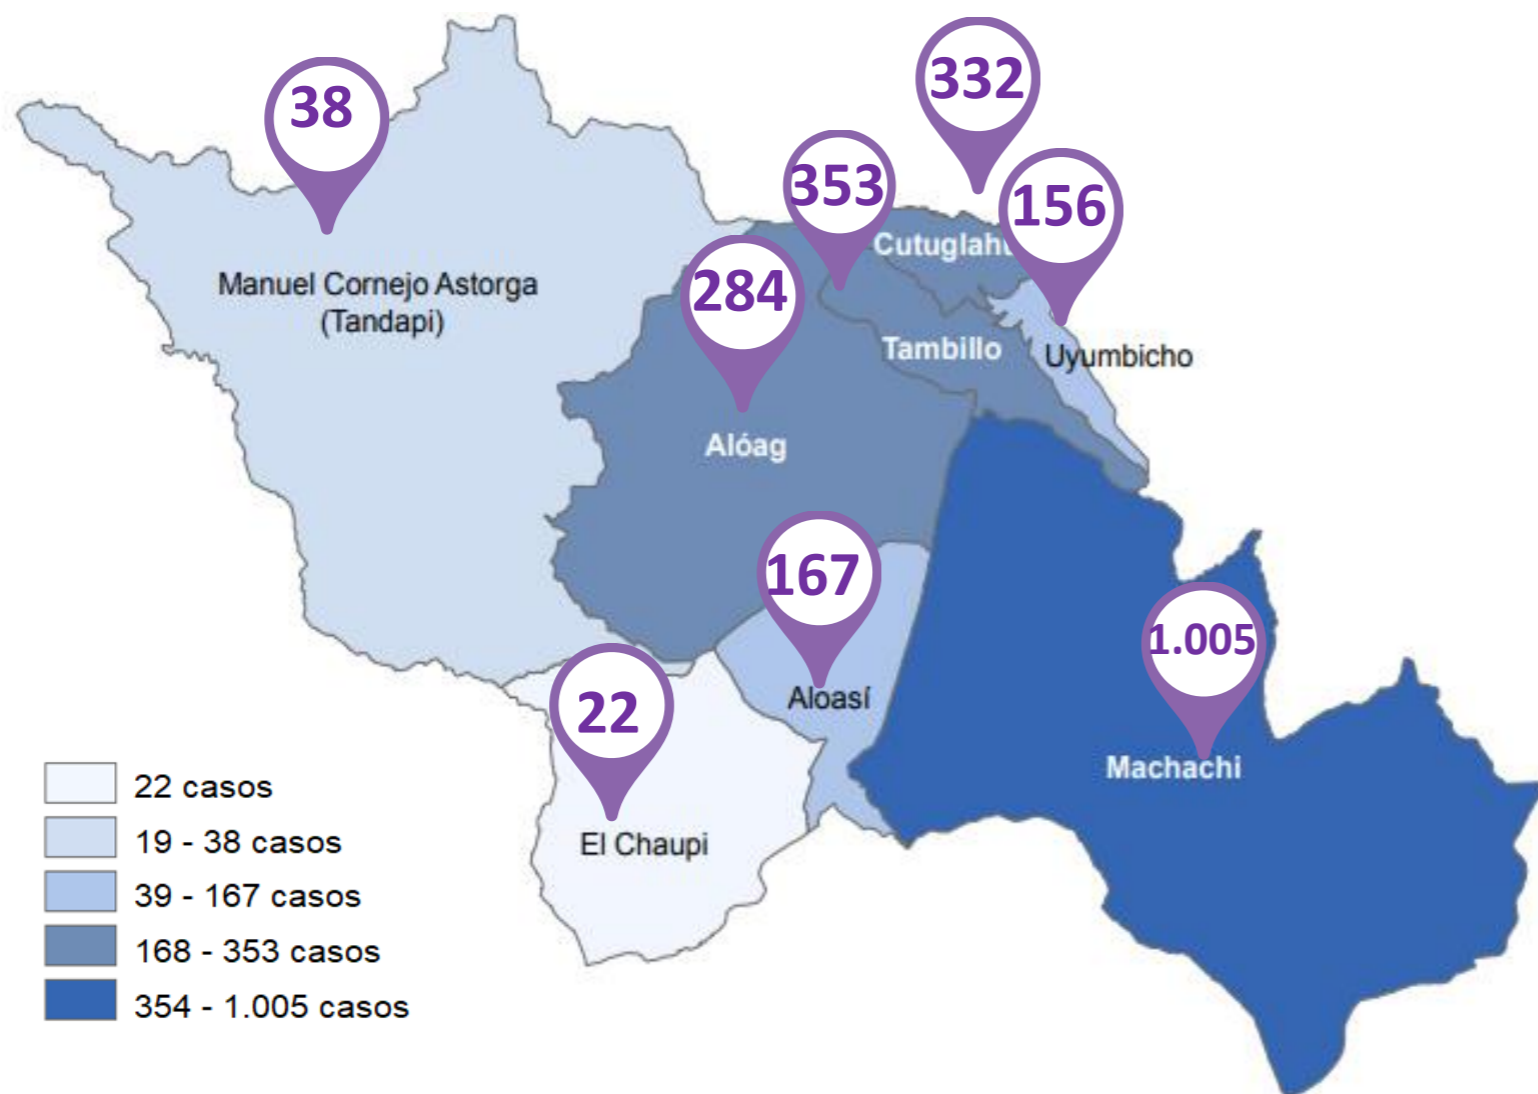 332
38
353
156
Cutuglahu
284
Manuel Cornejo Astorga
(Tandapi)
Tambillo
Uyumbicho
Alóag
167
1.005
22
Aloasí
Machachi
El Chaupi
22 casos
19 - 38 casos
39 - 167 casos
168 - 353 casos
354 - 1.005 casos